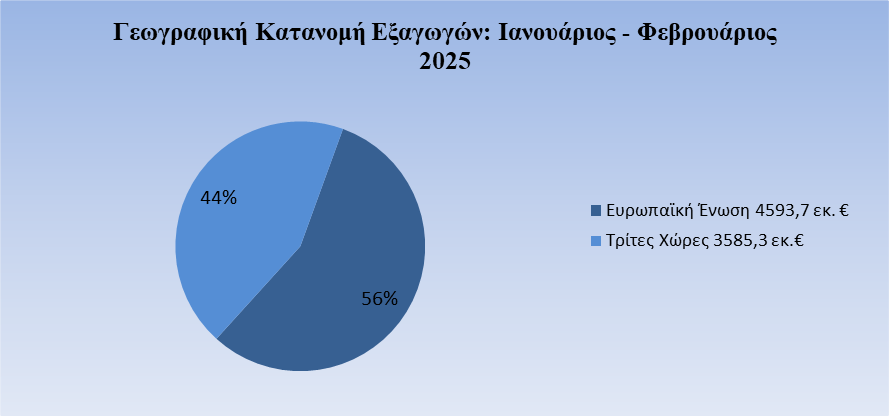 Γεωγραφική Κατανομή Εξαγωγών: Ιανουάριος - Φεβρουάριος
2025
44%
56%
Ευρωπαϊκή Ένωση 4593,7 εκ. €
Τρίτες Χώρες 3585,3 εκ.€